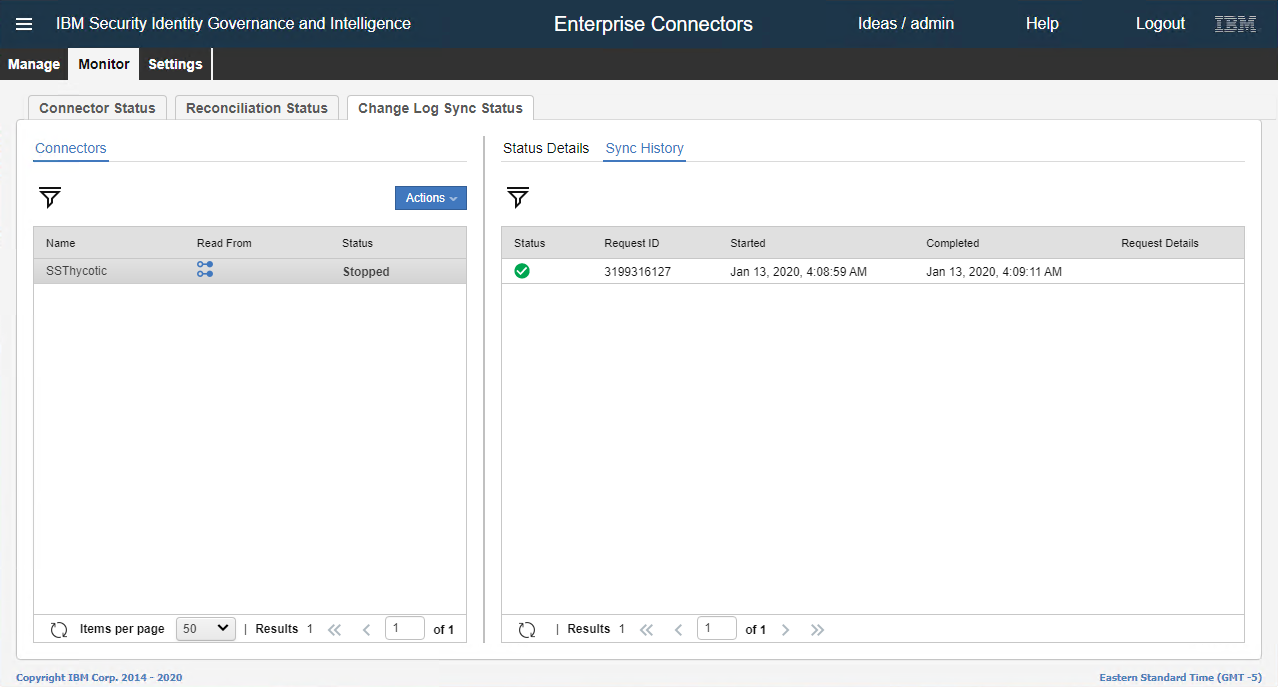 IBM Security Identity Governance and Intelligence Enterprise Connectors Ideas / admin Help Logout IBM
Manage Monitor Settings
Connector Status Reconciliation Status Change Log Sync Status
Connectors
Actions
Name Read From Status
SSThycotic Stopped
Items per page 50 | Results 1 1 of 1
Status Details Sync History
Status Request ID Started Completed Request Details
3199316127 Jan 13, 2020, 4:08:59 AM Jan 13, 2020, 4:09:11 AM
| Results 1 1 of 1
Copyright IBM Corp. 2014 - 2020 Eastern Standard Time (GMT -5)